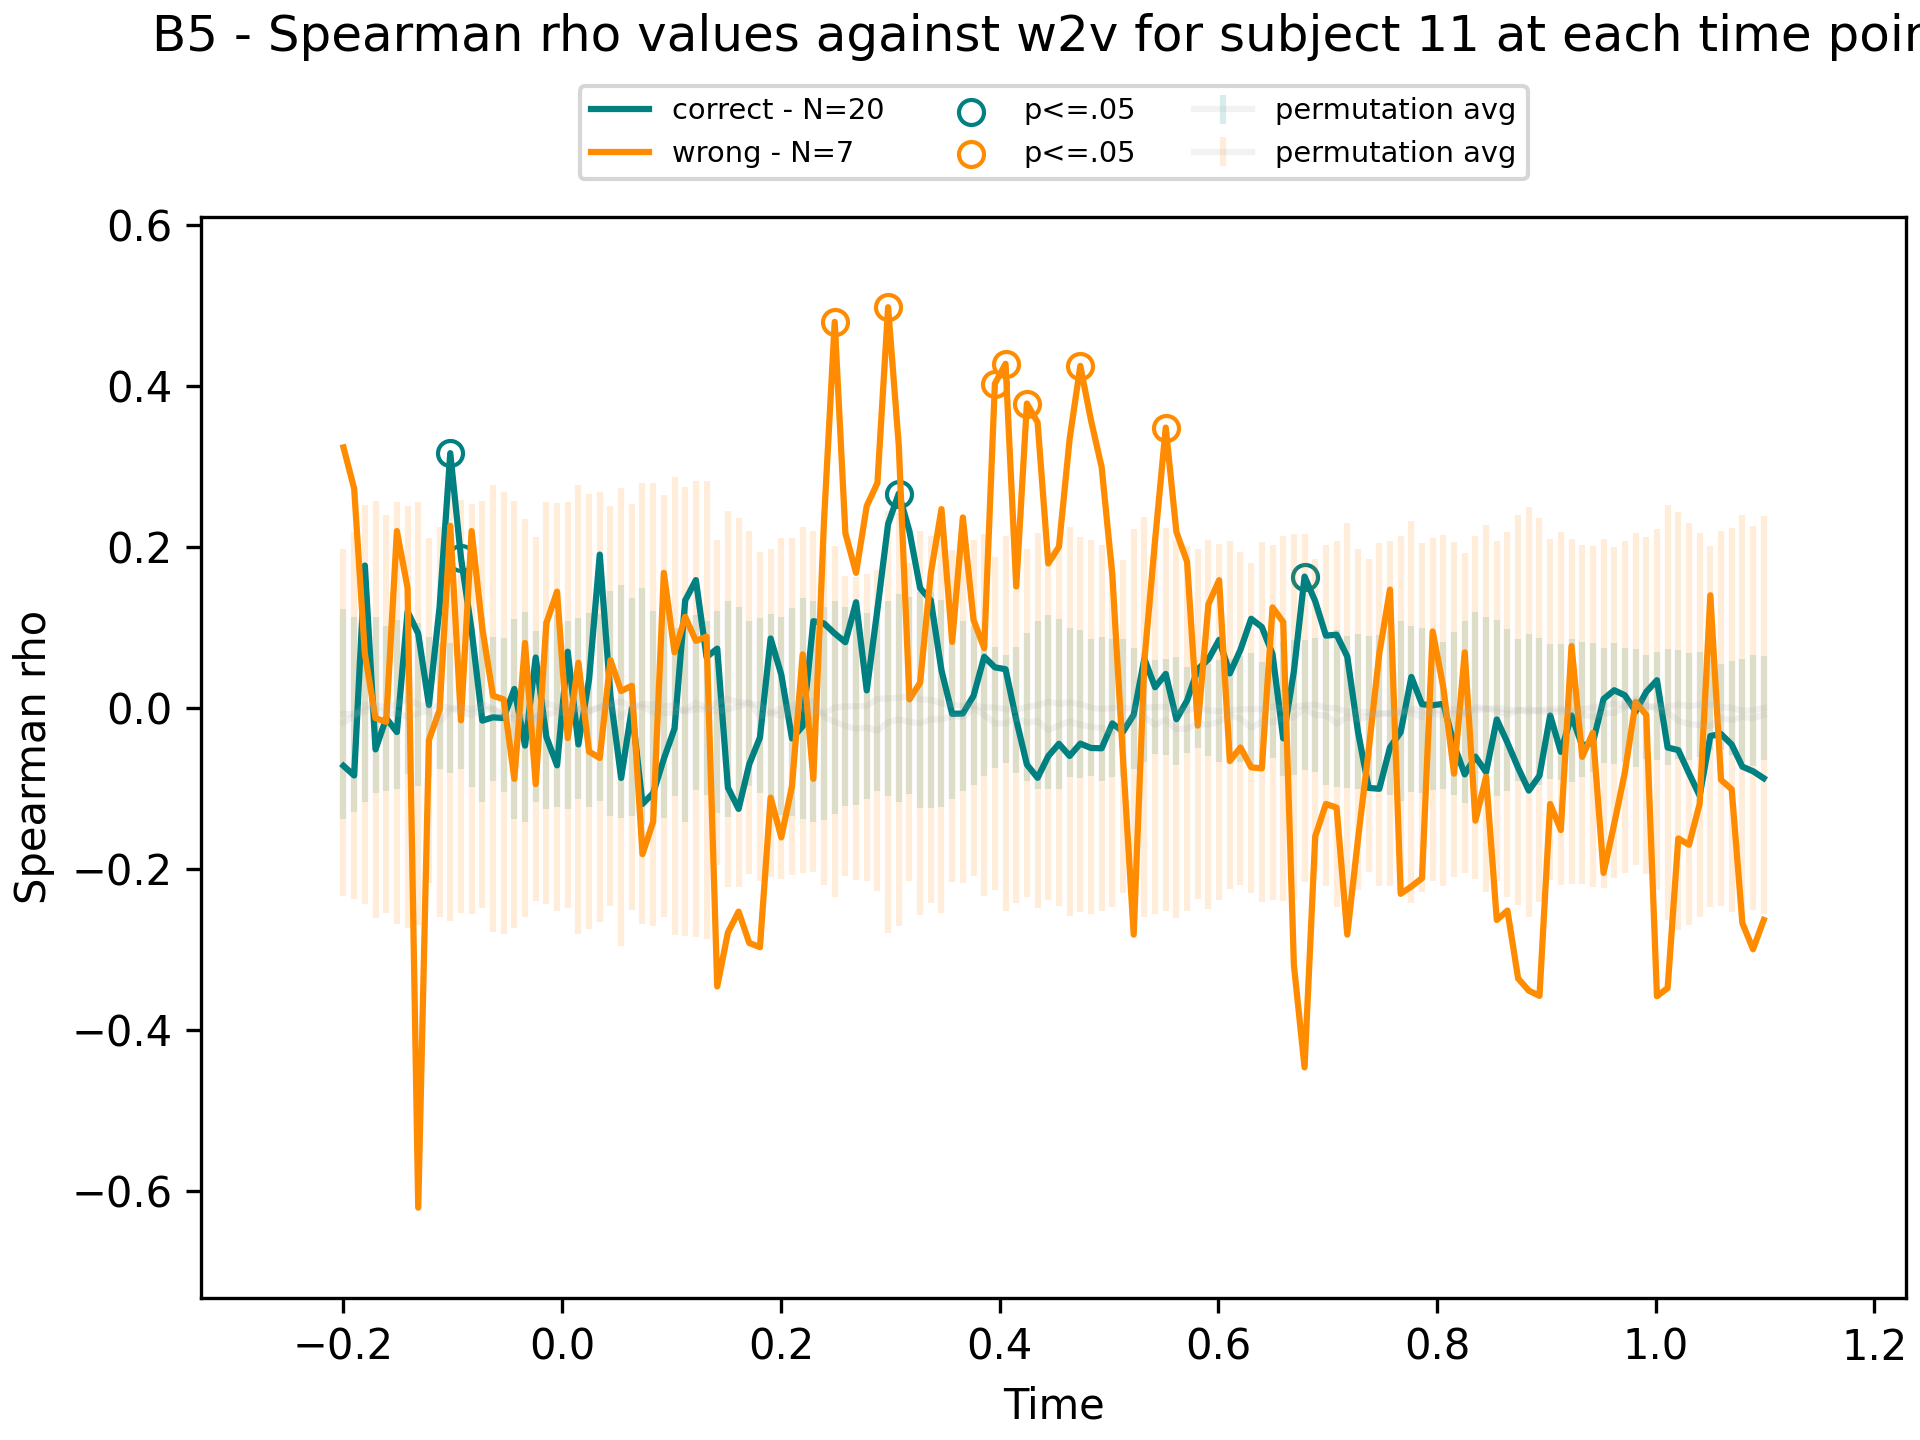 B5 - Spearman rho values against w2v for subject 11 at each time
correct - N=20
wrong - N=7
p<=.05
p<=.05
permutation avg
permutation avg
Spearman rho
0.6
0.4
0.2
0.0
−0.2
−0.4
−0.6
−0.2 0.0 0.2 0.4 0.6 0.8 1.0 1.2
Time